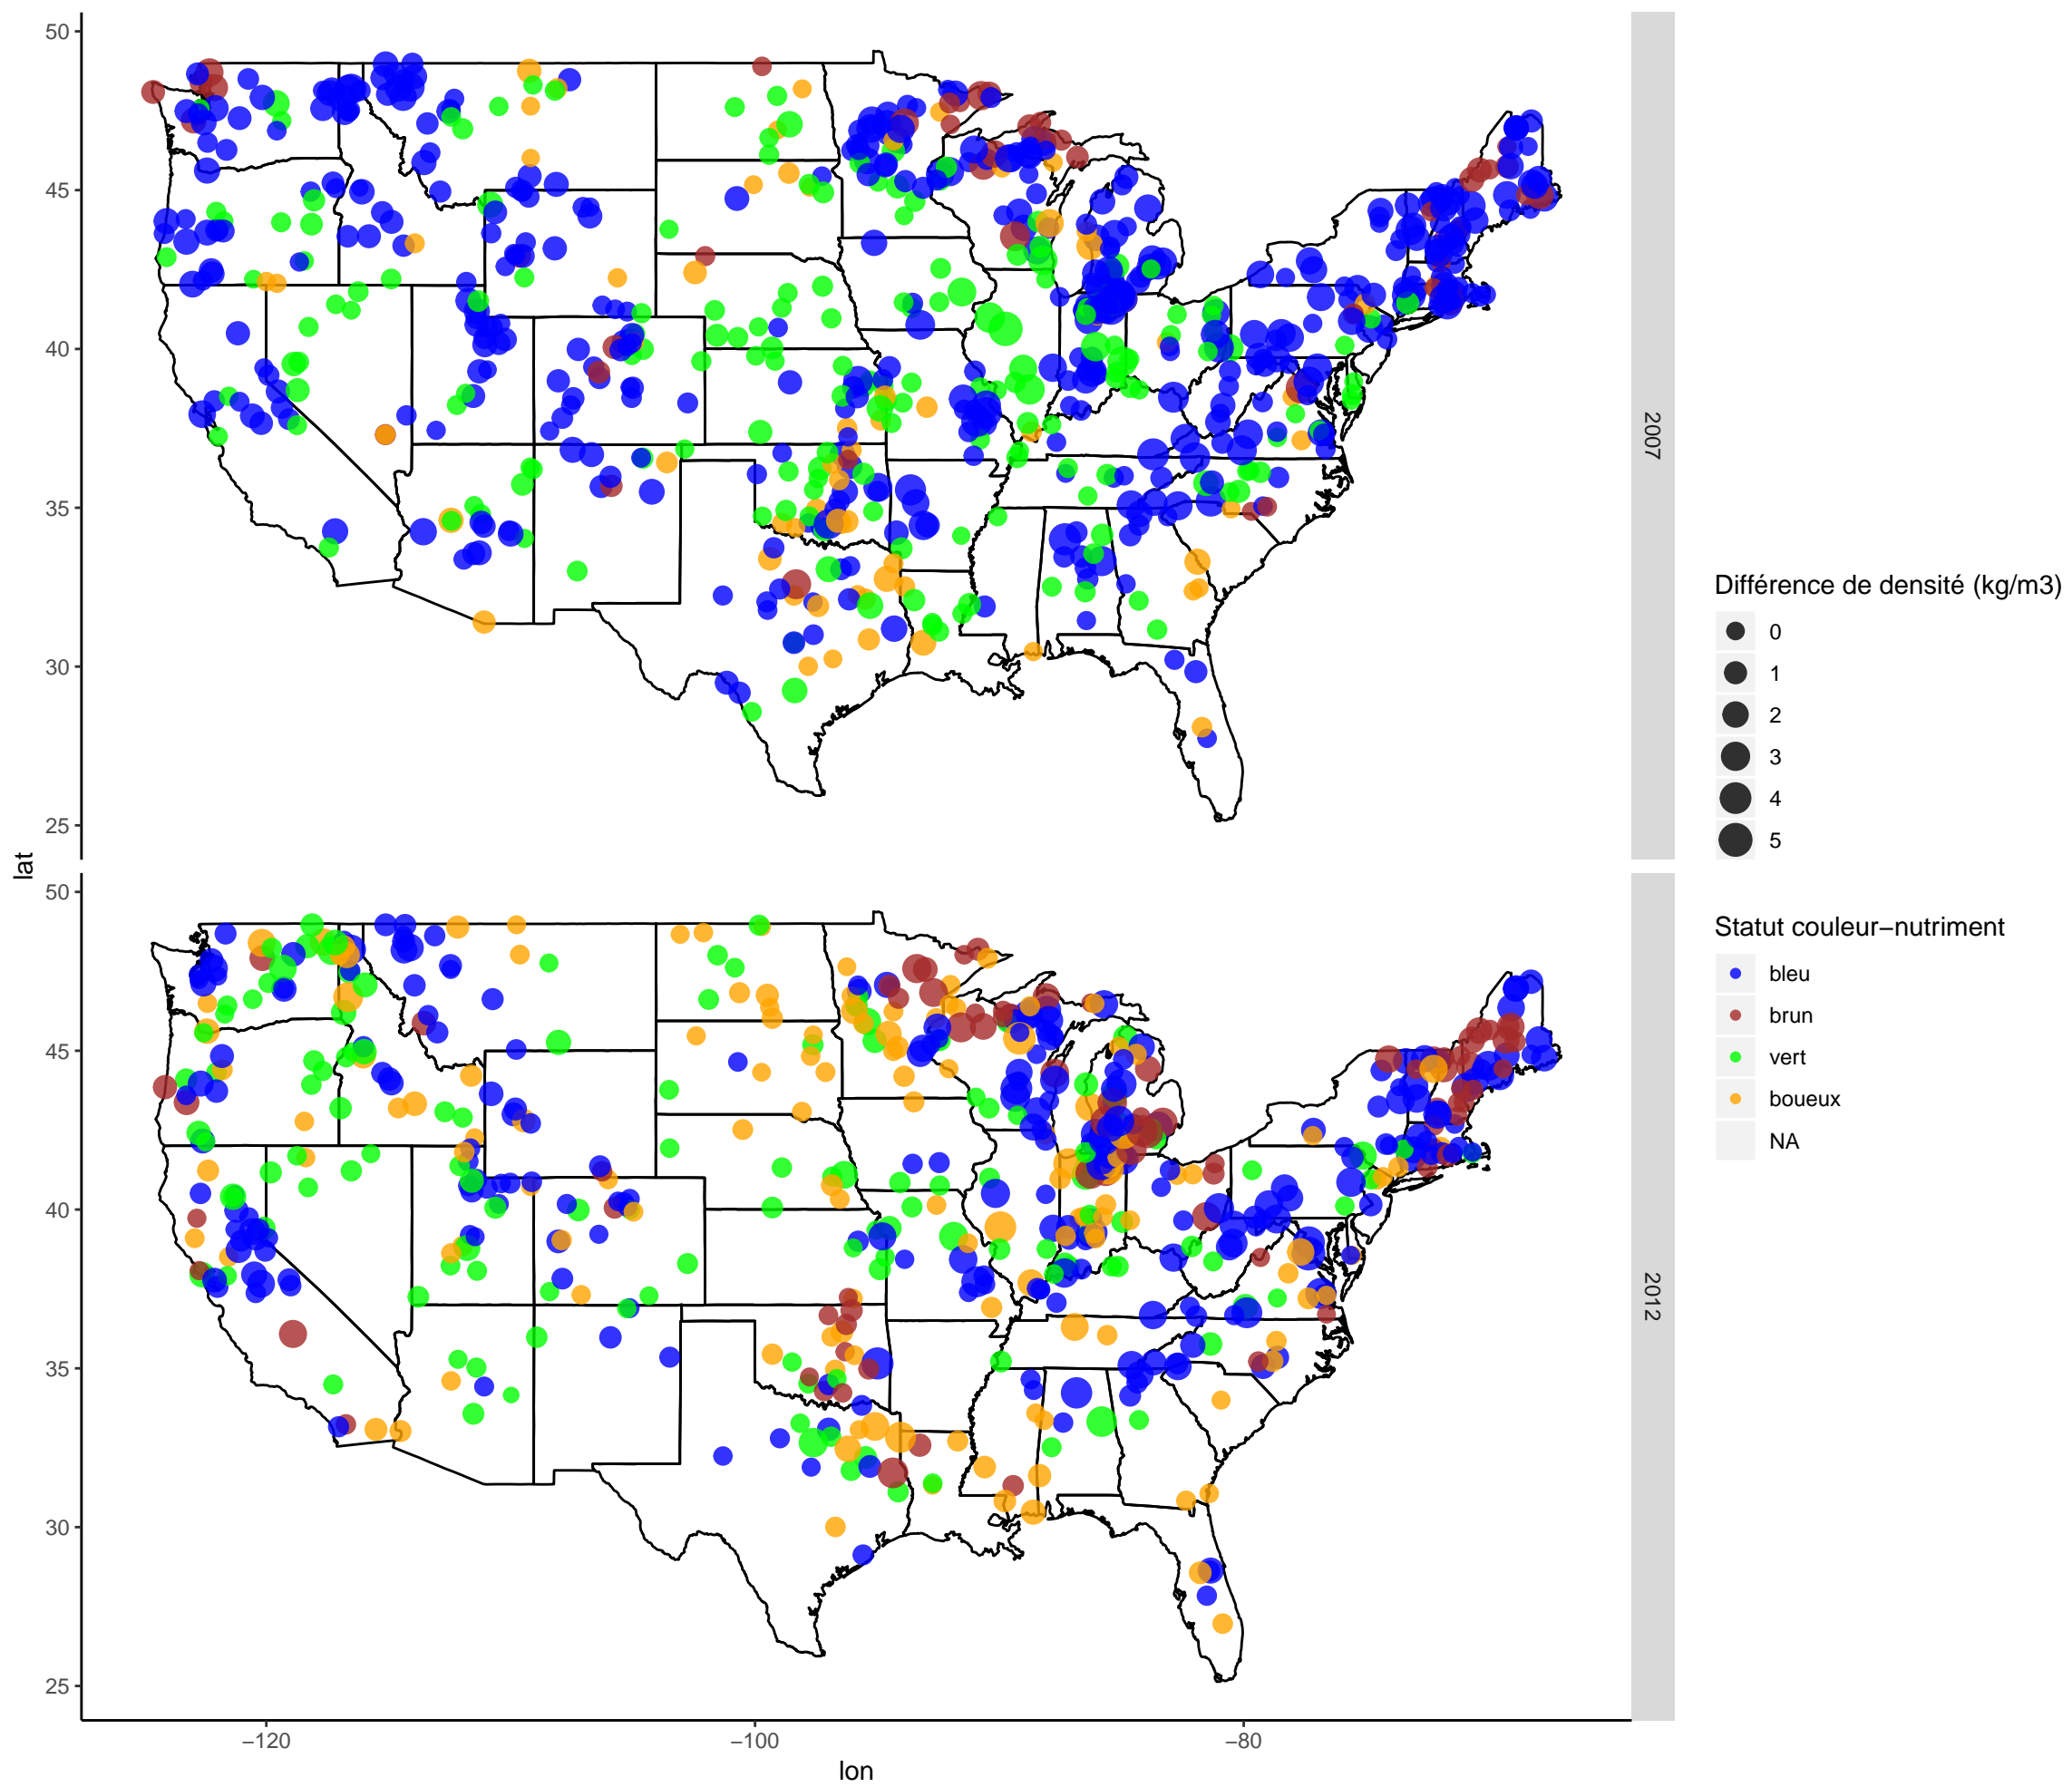 50
45
40
35
30
25
2007
lat
50
45
40
35
30
25
2012
−120
−100
−80
lon
Différence de densité (kg/m3)
0
1
2
3
4
5
Statut couleur−nutriment
bleu
brun
vert
boueux
NA